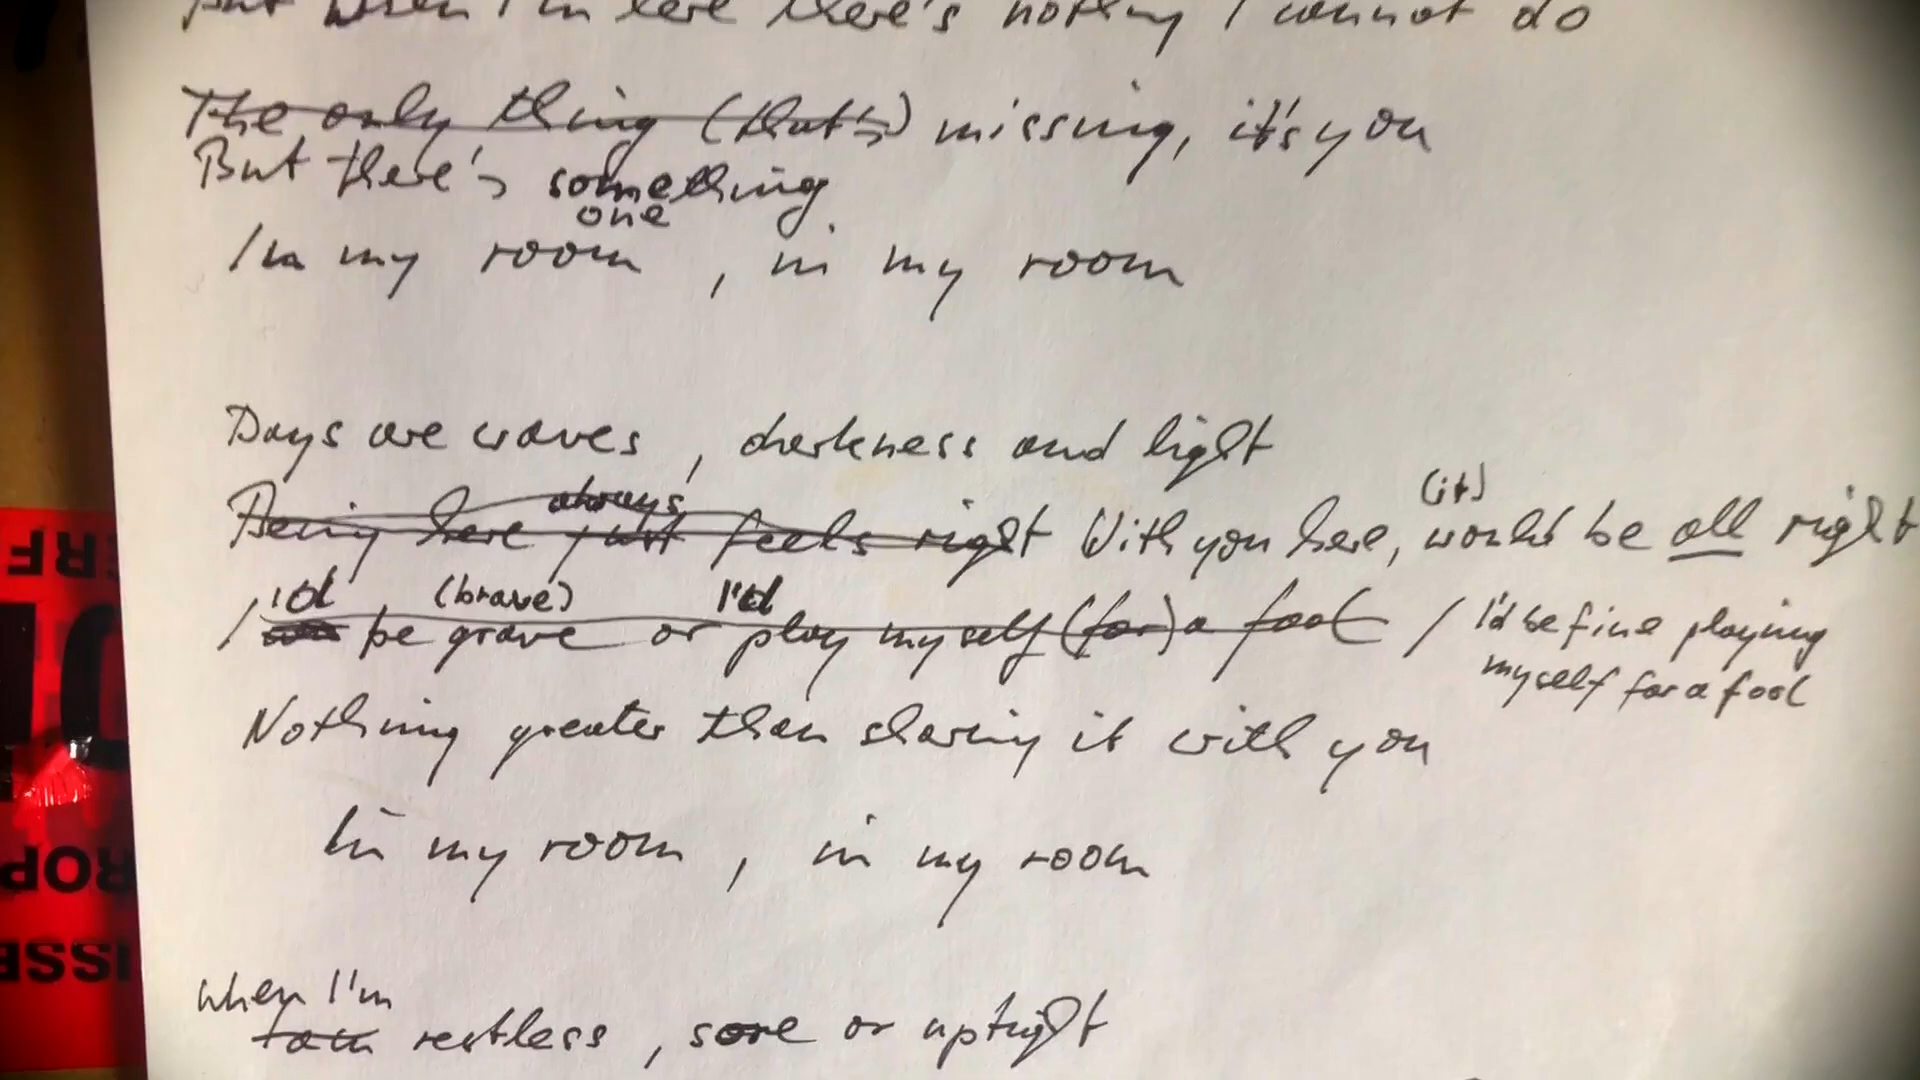 But when I'm here there's nothing I cannot do
The only thing (that's) missing, it's you
But there's something
one
In my room, in my room
Days are waves, darkness and light
always (it)
Being here just feels right With you here, would be all right
I'd (brave) I'd
I be grave or play myself (for) a fool / I'd be fine playing
myself for a fool
Nothing greater than sharing it with you
In my room, in my room
When I'm
I am restless, sore or uptight
ERF
ROP
ISSE